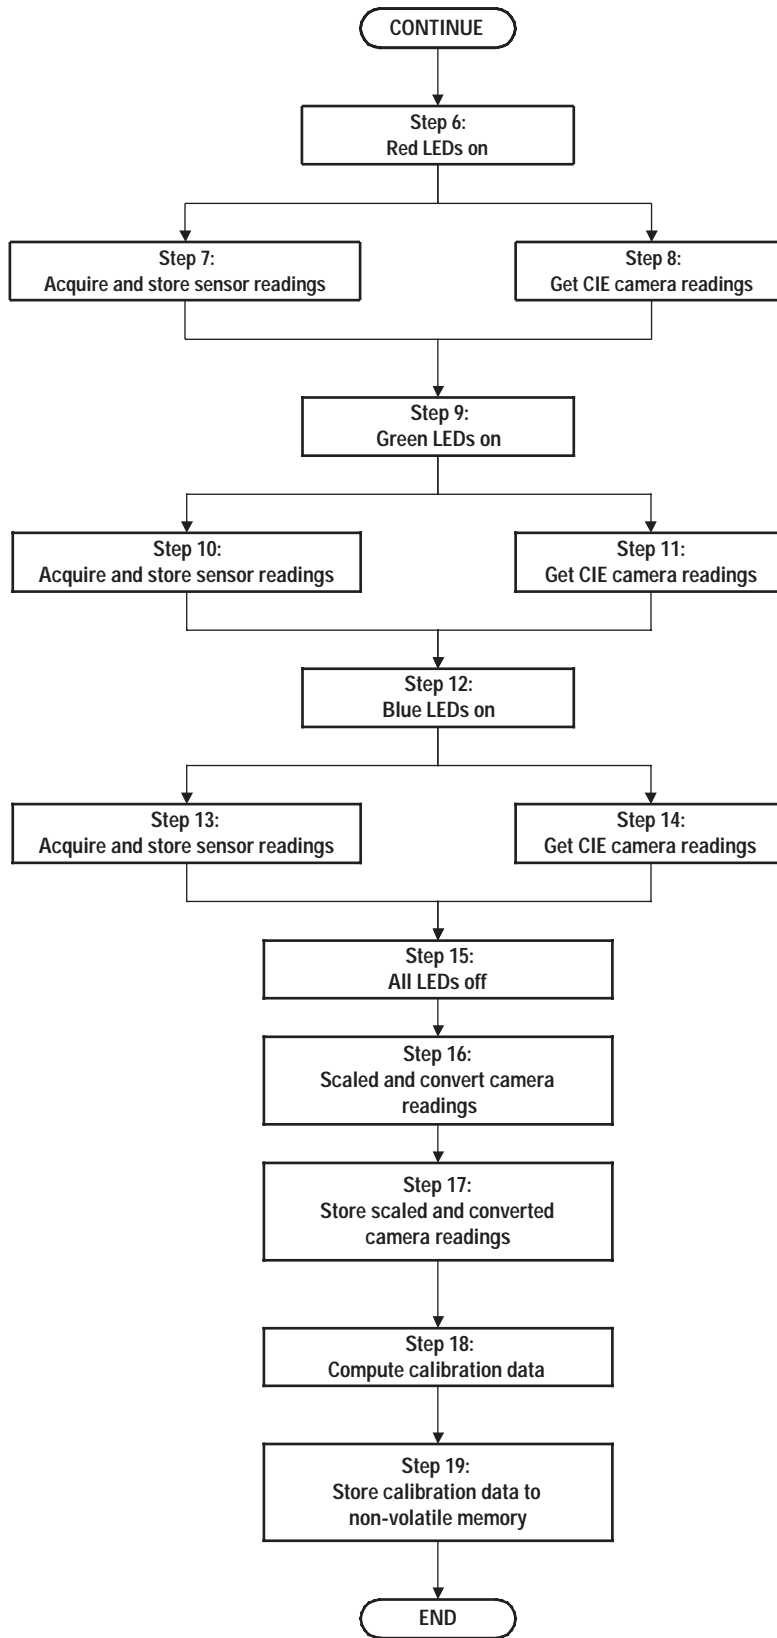 CONTINUE
Step 6:
Red LEDs on
Step 7:
Acquire and store sensor readings
Step 8:
Get CIE camera readings
Step 9:
Green LEDs on
Step 10:
Acquire and store sensor readings
Step 11:
Get CIE camera readings
Step 12:
Blue LEDs on
Step 13:
Acquire and store sensor readings
Step 14:
Get CIE camera readings
Step 15:
All LEDs off
Step 16:
Scaled and convert camera
readings
Step 17:
Store scaled and converted
camera readings
Step 18:
Compute calibration data
Step 19:
Store calibration data to
non-volatile memory
END